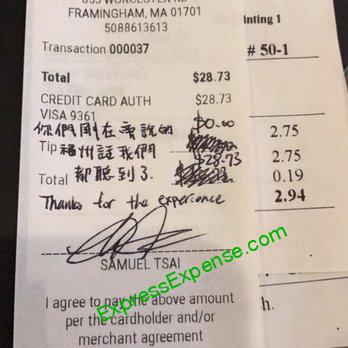 WORCESTER RD
FRAMINGHAM, MA 01701
5088613613
Transaction 000037
Total $28.73
CREDIT CARD AUTH $28.73
VISA 9361
你們剛在說的 $0.00
Tip 福州話我們
$28.73
Total 都聽到了.
Thanks for the experience
SAMUEL TSAI
I agree to pay the above amount
per the cardholder and/or
merchant agreement
inting 1
# 50-1
2.75
2.75
0.19
2.94
h.
ExpressExpense.com